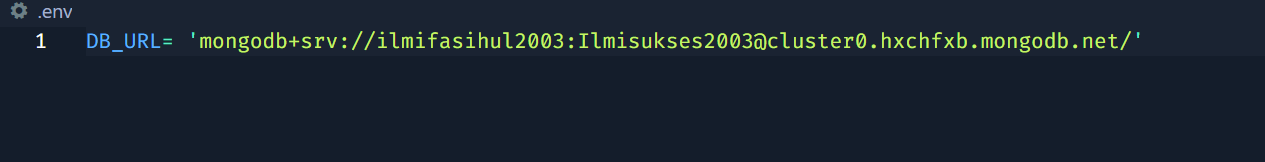 .env
1 DB_URL= 'mongodb+srv://ilmifasihul2003:Ilmisukses2003@cluster0.hxchfxb.mongodb.net/'